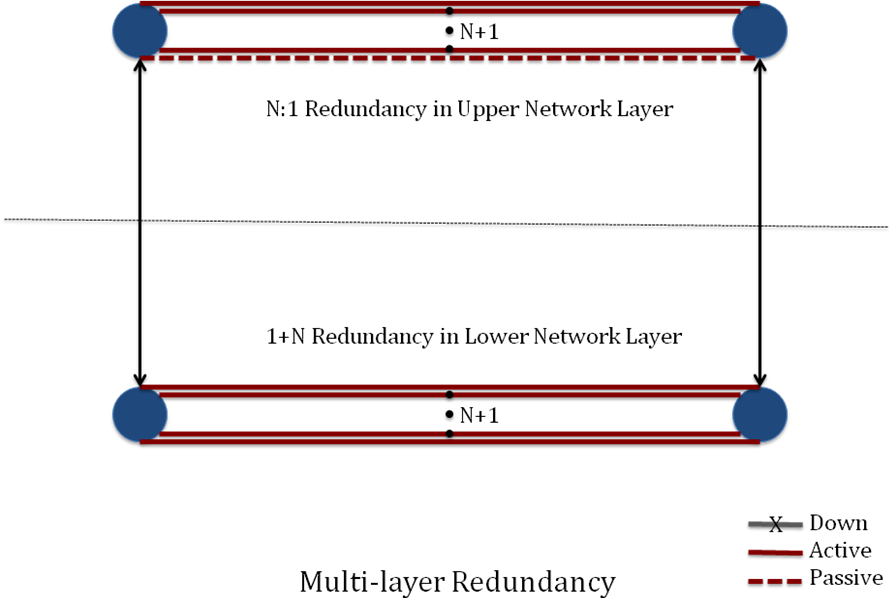 N+1
N:1 Redundancy in Upper Network Layer
1+N Redundancy in Lower Network Layer
N+1
X Down
Active
Passive
Multi-layer Redundancy